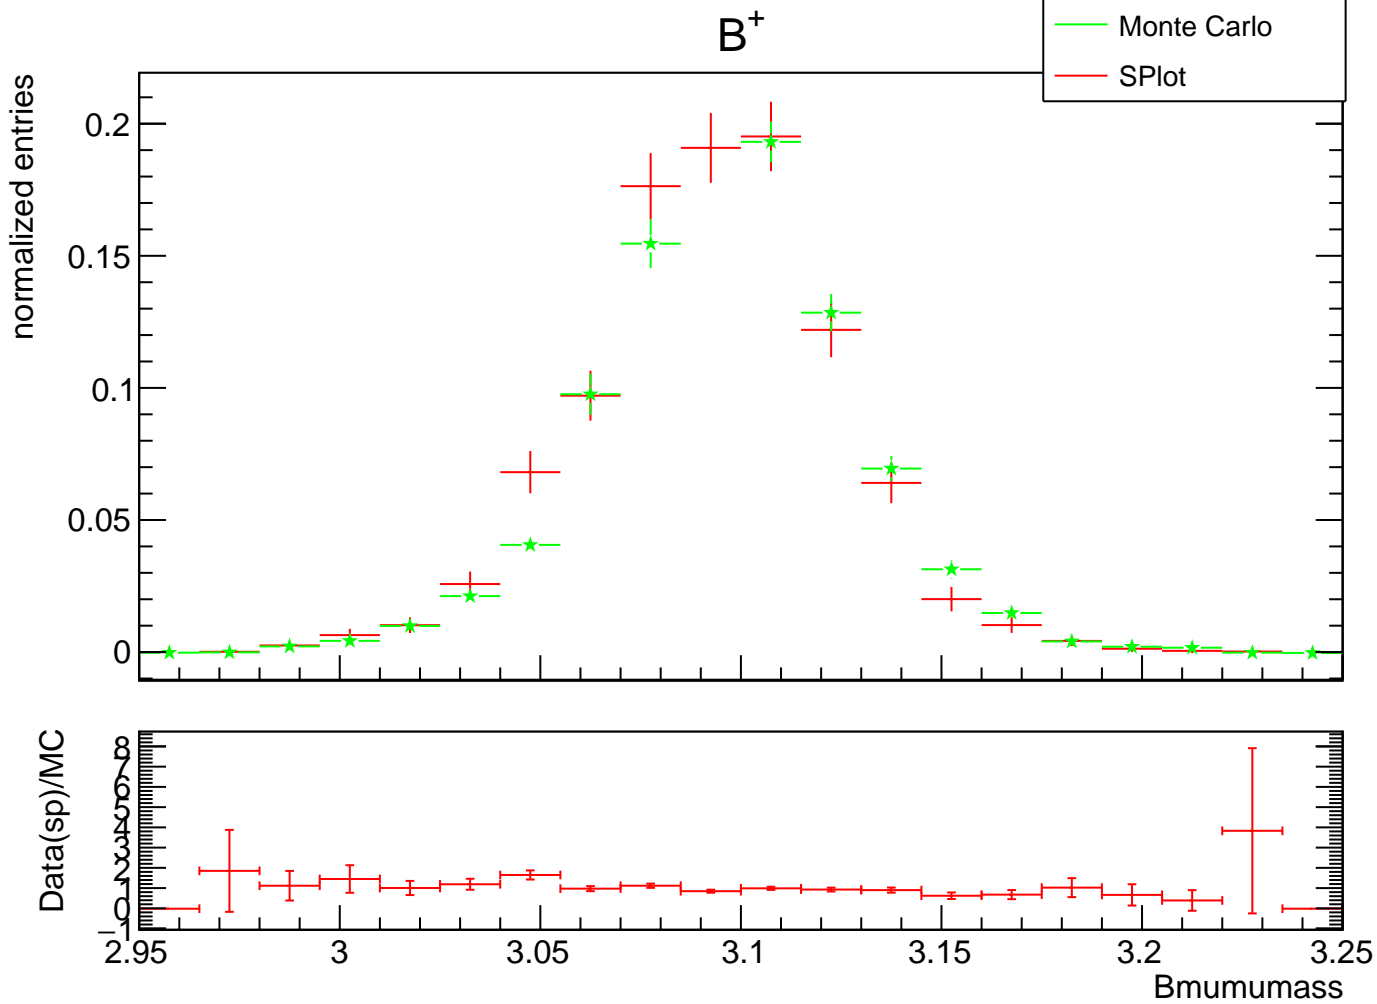 B+
Monte Carlo
SPlot
normalized entries
0.2
0.15
0.1
0.05
0
Data(sp)/MC
8
7
6
5
4
3
2
1
0
−1
2.95 3 3.05 3.1 3.15 3.2 3.25
Bmumumass